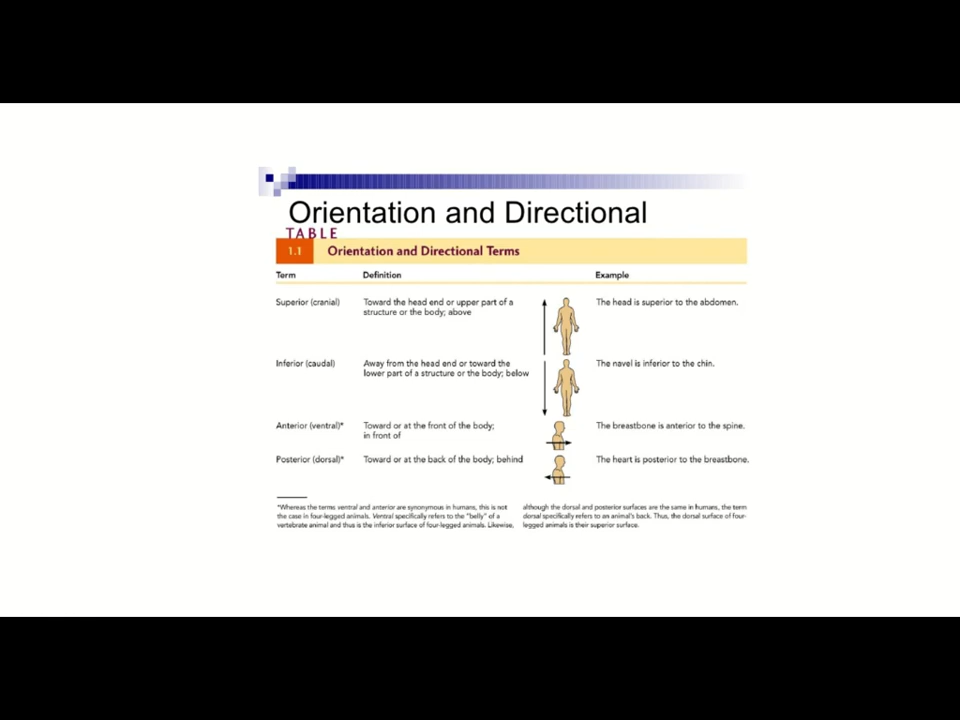 Orientation and Directional
TABLE
1.1 Orientation and Directional Terms
Term Definition Example
Superior (cranial) Toward the head end or upper part of a The head is superior to the abdomen.
structure or the body; above
Inferior (caudal) Away from the head end or toward the The navel is inferior to the chin.
lower part of a structure or the body; below
Anterior (ventral)* Toward or at the front of the body; The breastbone is anterior to the spine.
in front of
Posterior (dorsal)* Toward or at the back of the body; behind The heart is posterior to the breastbone.
*Whereas the terms ventral and anterior are synonymous in humans, this is not
the case in four-legged animals. Ventral specifically refers to the "belly" of a
vertebrate animal and thus is the inferior surface of four-legged animals. Likewise,
although the dorsal and posterior surfaces are the same in humans, the term
dorsal specifically refers to an animal's back. Thus, the dorsal surface of four-
legged animals is their superior surface.